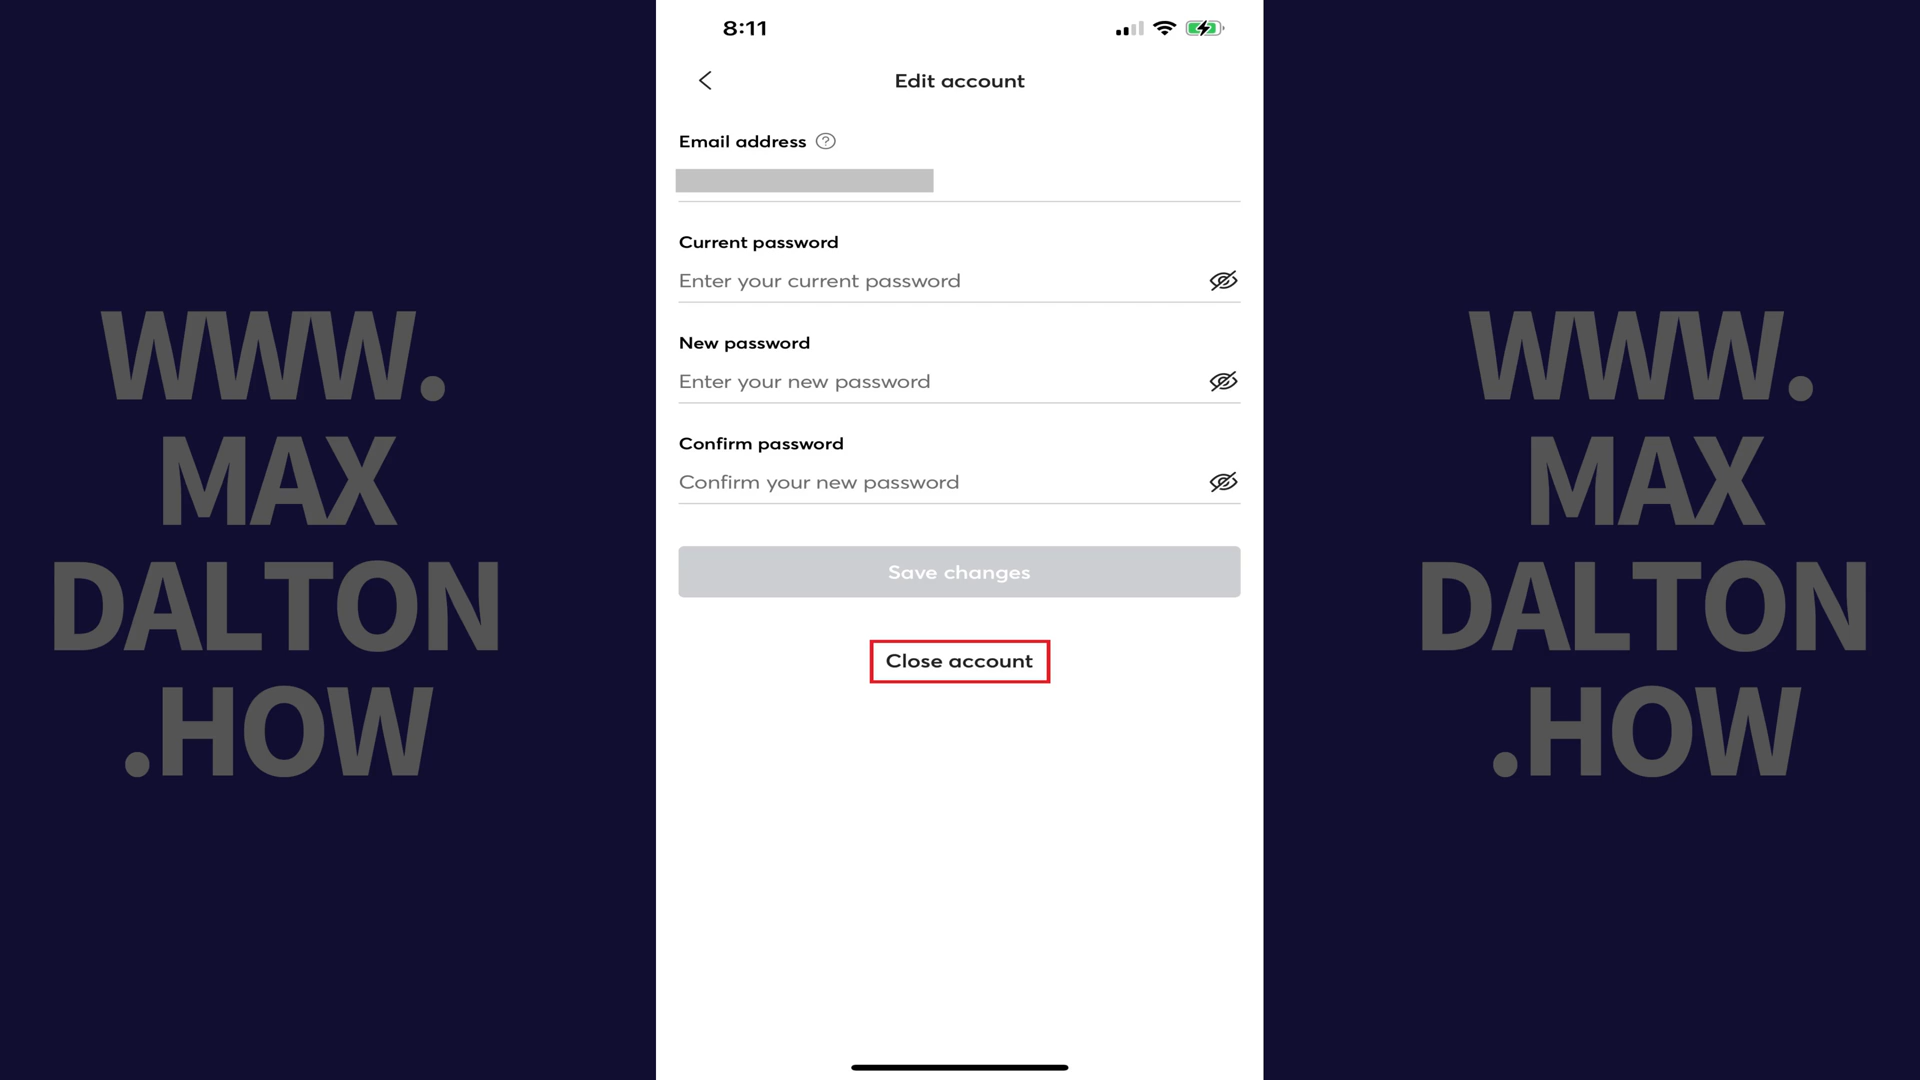 8:11
Edit account
Email address ?
Current password
Enter your current password
New password
Enter your new password
Confirm password
Confirm your new password
Save changes
Close account
WWW.
MAX
DALTON
.HOW
WWW.
MAX
DALTON
.HOW